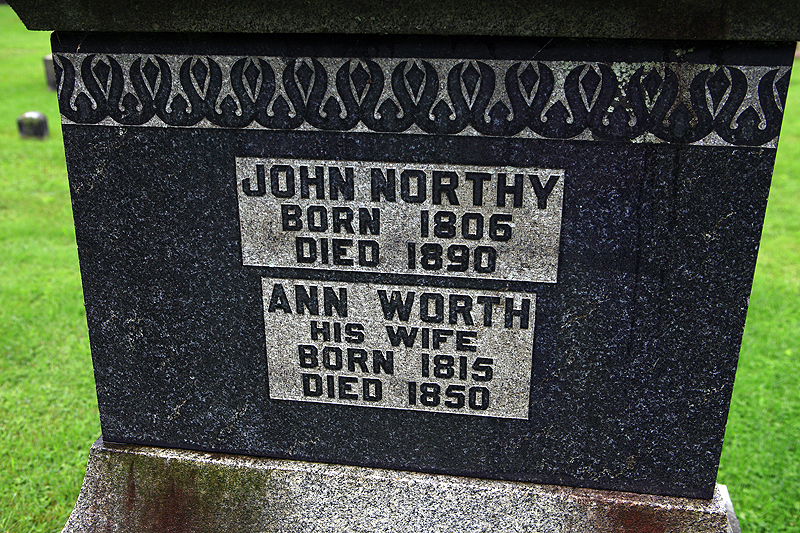 JOHN NORTHY
BORN 1806
DIED 1890
ANN WORTH
HIS WIFE
BORN 1815
DIED 1850